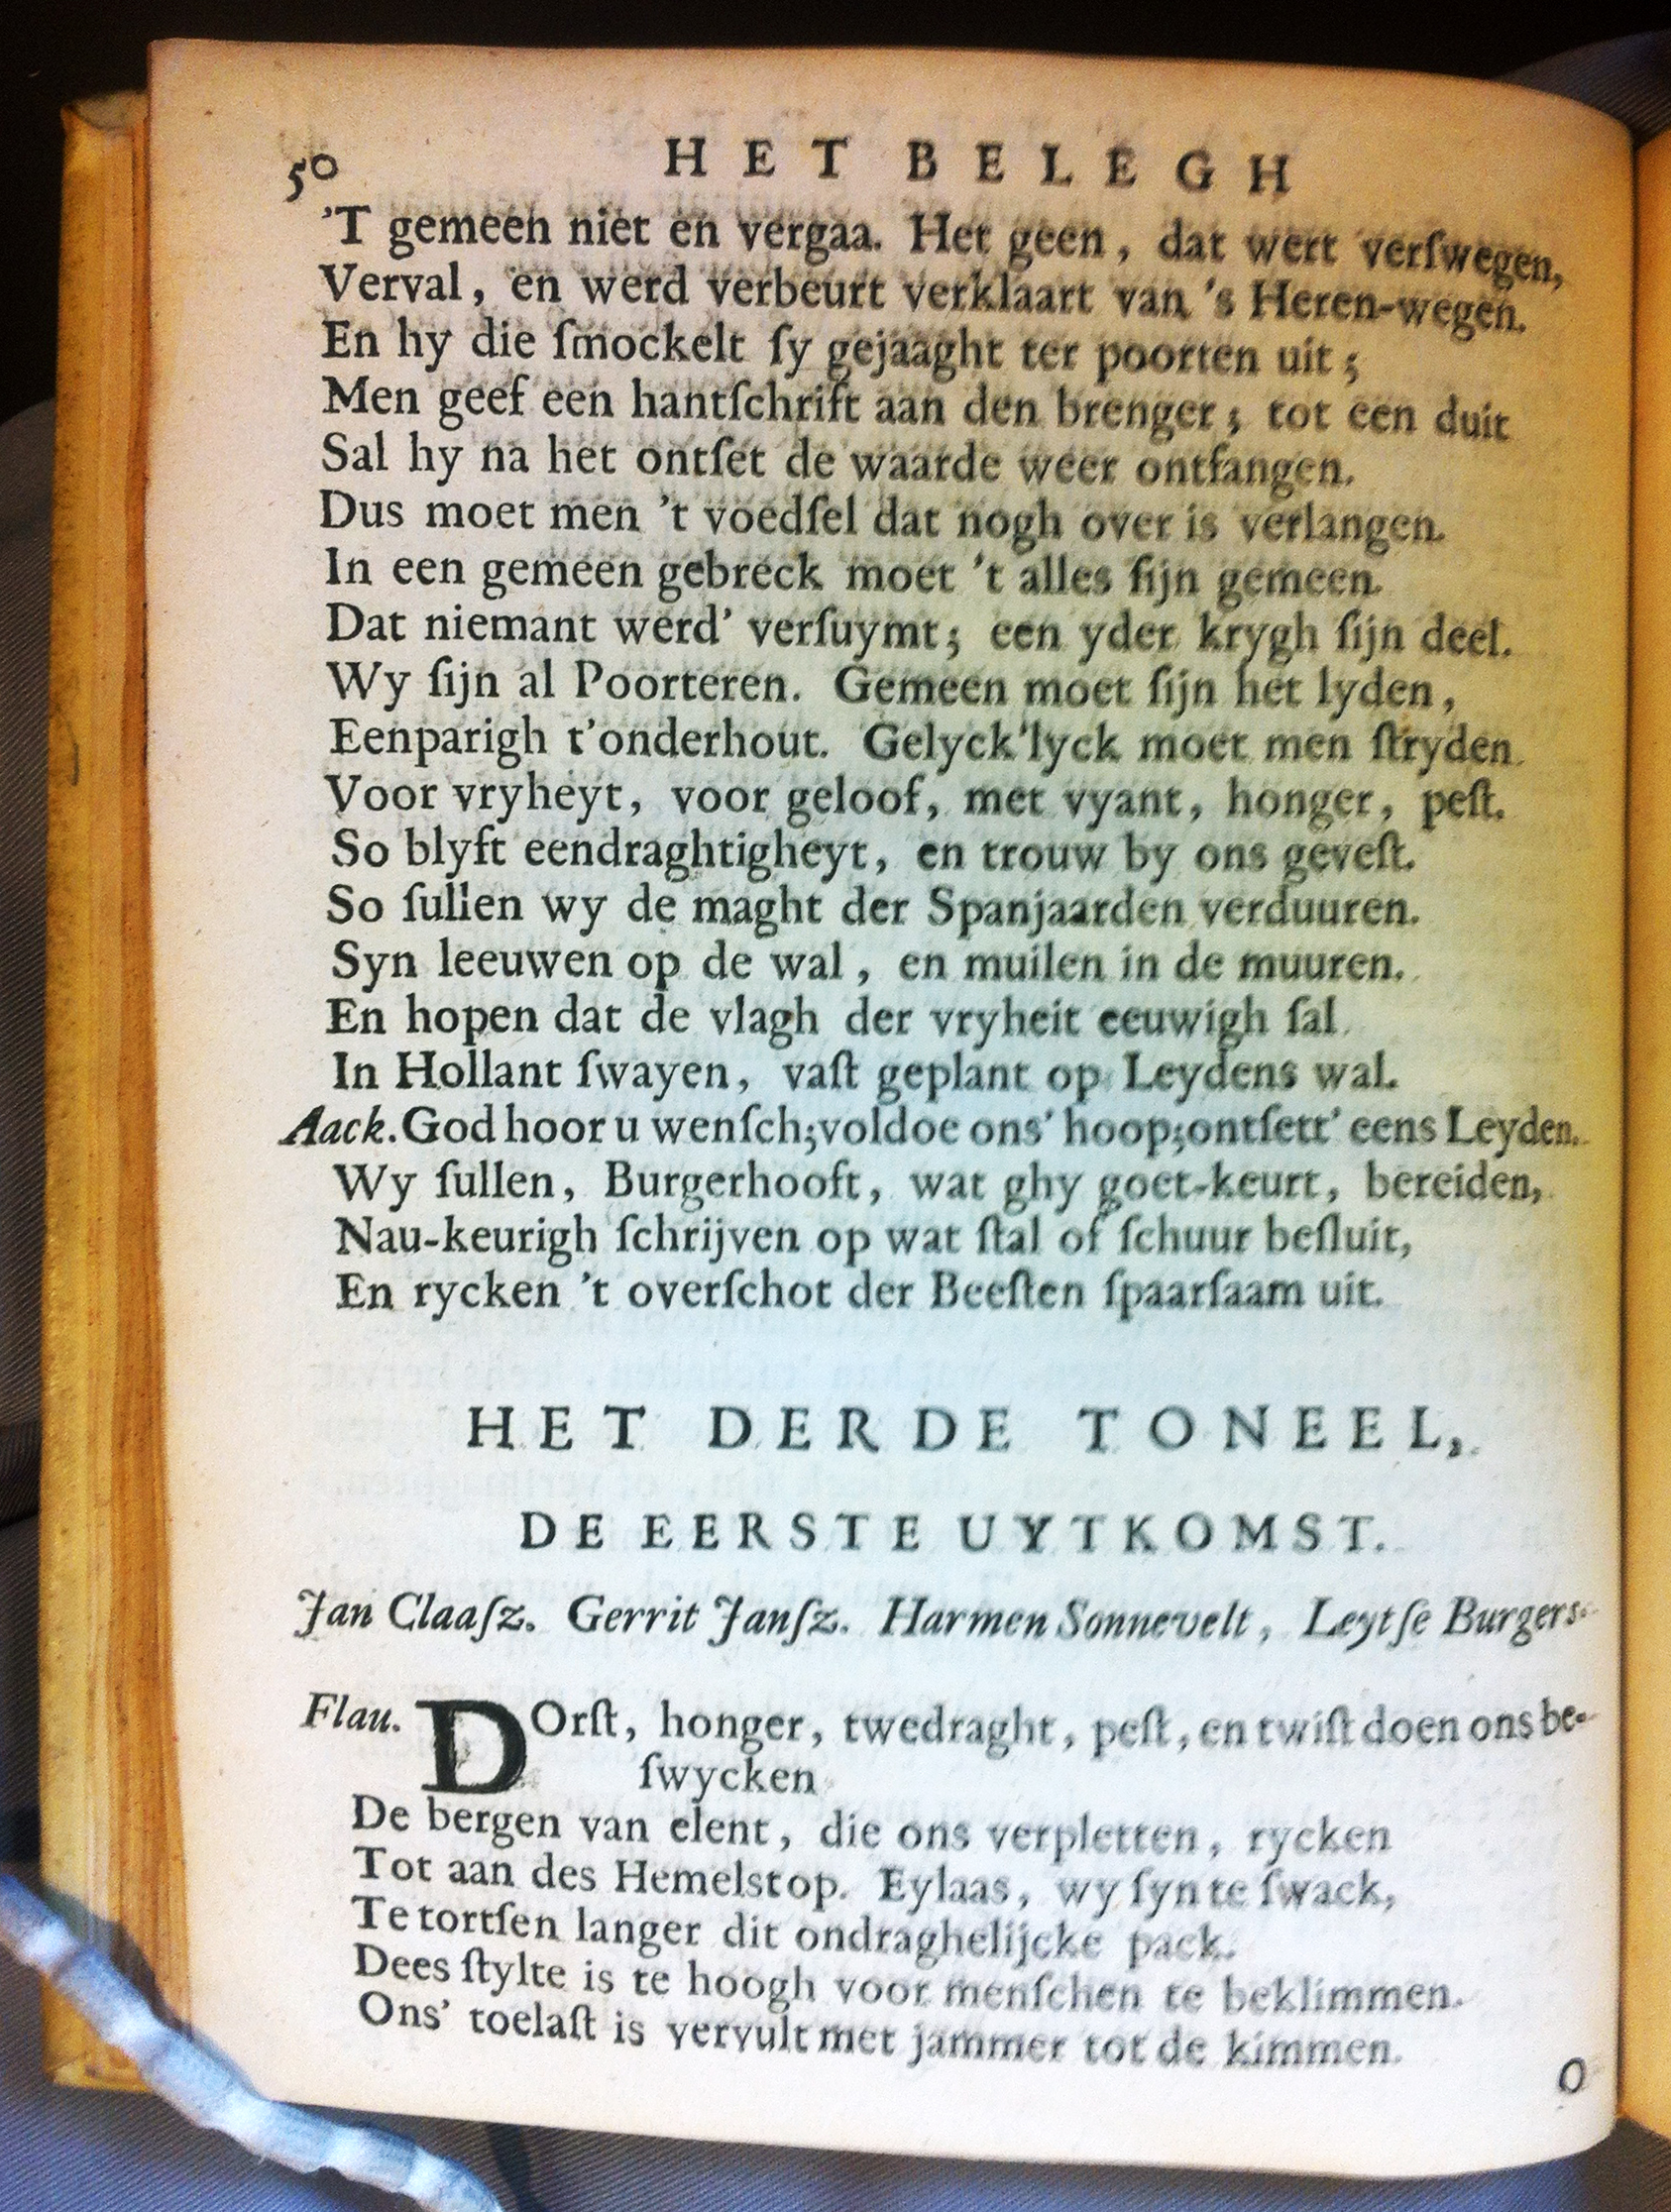 50 HET BELEGH
'T gemeen niet en vergaa. Het geen, dat wert verſwegen,
Verval, en werd verbeurt verklaart van 's Heren-wegen.
En hy die ſmockelt ſy gejaaght ter poorten uit;
Men geef een hantſchrift aan den brenger; tot een duit
Sal hy na het ontſet de waarde weer ontfangen.
Dus moet men 't voedſel dat nogh over is verlangen.
In een gemeen gebreck moet 't alles ſijn gemeen.
Dat niemant werd' verſuymt; een yder krygh ſijn deel.
Wy ſijn al Poorteren. Gemeen moet ſijn het lyden,
Eenparigh t'onderhout. Gelyck'lyck moet men ſtryden
Voor vryheyt, voor geloof, met vyant, honger, peſt.
So blyft eendraghtigheyt, en trouw by ons geveſt.
So ſullen wy de maght der Spanjaarden verduuren.
Syn leeuwen op de wal, en muilen in de muuren.
En hopen dat de vlagh der vryheit eeuwigh ſal
In Hollant ſwayen, vaſt geplant op Leydens wal.
Aack. God hoor u wenſch; voldoe ons' hoop; ontſett' eens Leyden.
Wy ſullen, Burgerhooft, wat ghy goet-keurt, bereiden,
Nau-keurigh ſchrijven op wat ſtal of ſchuur beſluit,
En rycken 't overſchot der Beeſten ſpaarſaam uit.
HET DERDE TONEEL,
DE EERSTE UYTKOMST.
Jan Claaſz. Gerrit Janſz. Harmen Sonnevelt, Leytſe Burgers.
Flau. DOrſt, honger, twedraght, peſt, en twiſt doen ons be-
ſwycken
De bergen van elent, die ons verpletten, rycken
Tot aan des Hemelstop. Eylaas, wy ſyn te ſwack,
Te tortſen langer dit ondraghelijcke pack.
Dees ſtylte is te hoogh voor menſchen te beklimmen.
Ons' toelaſt is vervult met jammer tot de kimmen.
O